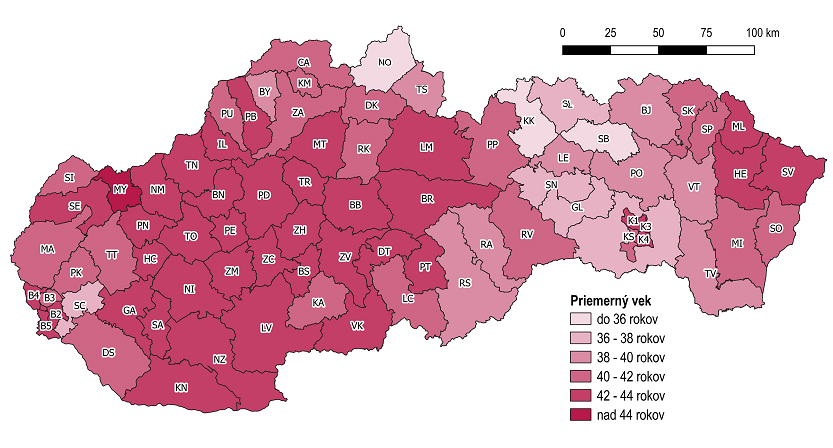 0 25 50 75 100 km
NO
CA
KM
TS
BY
PU
PB
ZA
DK
SL
KK
BJ
SK
SP
ML
SB
IL
MT
RK
LM
PP
LE
PO
HE
SV
TN
SI
MY
NM
BN
PD
TR
BB
BR
SN
VT
SE
GL
PN
TO
PE
ZH
K1
K3
KS
K4
RV
MI
SO
MA
TT
HC
ZM
ZC
BS
ZV
DT
PT
RA
PK
TV
B4
B3
SC
B2
B5
NI
KA
LC
RS
GA
SA
LV
VK
DS
NZ
KN
Priemerný vek
do 36 rokov
36 - 38 rokov
38 - 40 rokov
40 - 42 rokov
42 - 44 rokov
nad 44 rokov